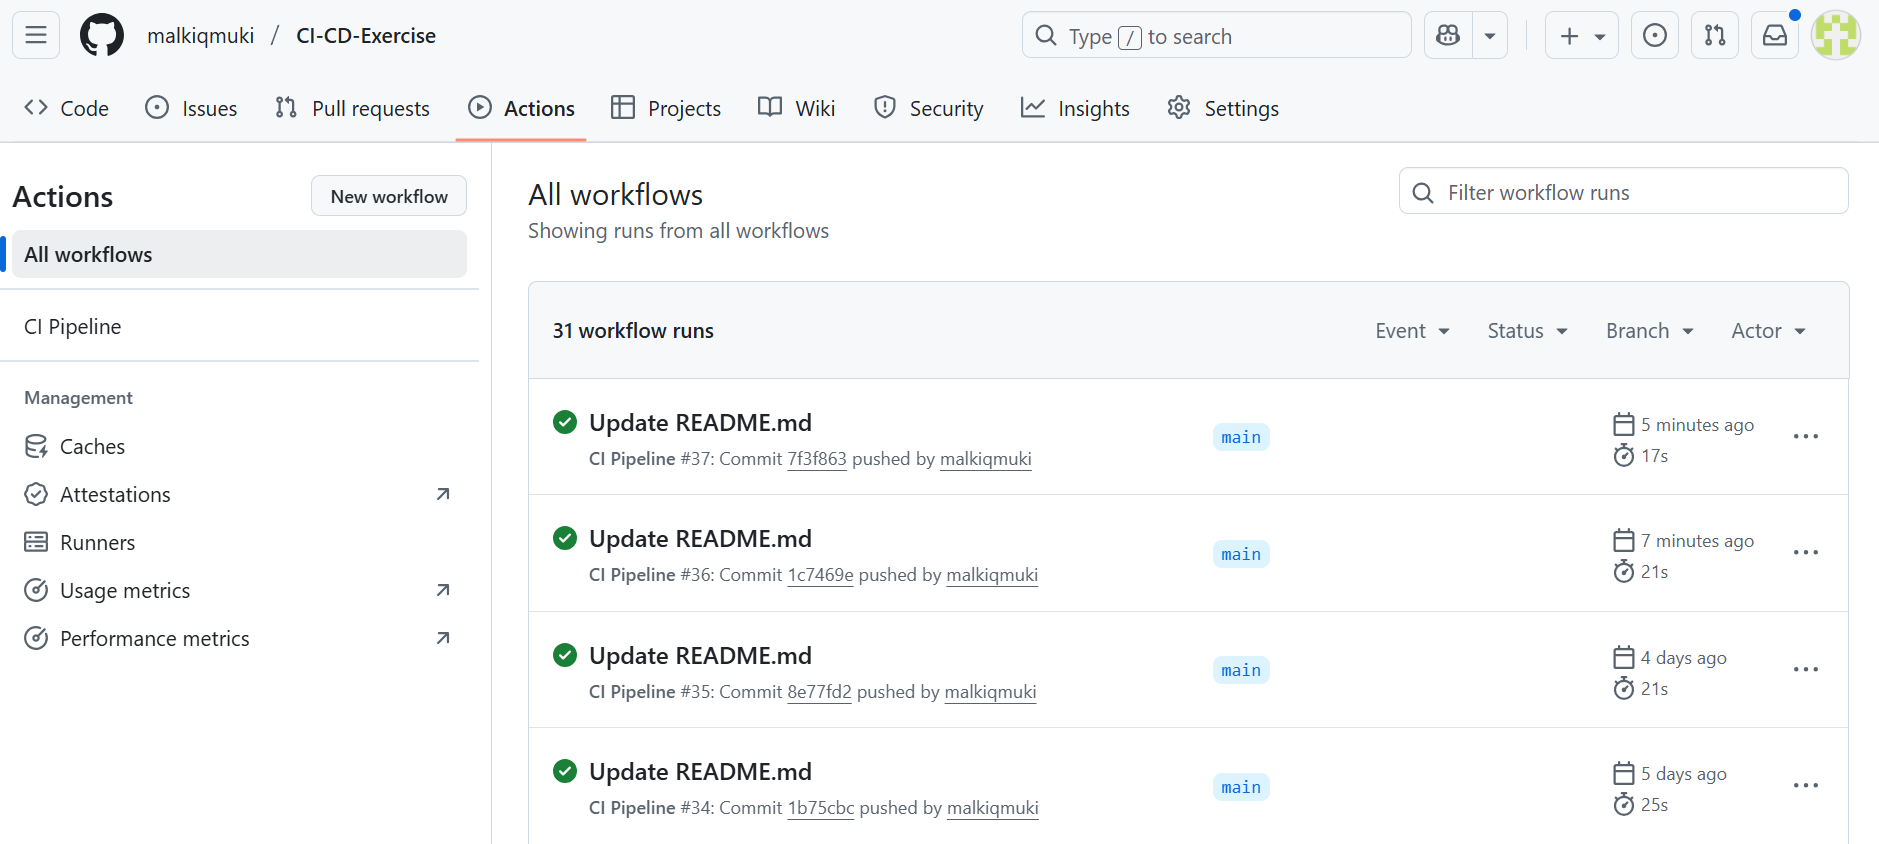 malkiqmuki / CI-CD-Exercise
Type / to search
Code Issues Pull requests Actions Projects Wiki Security Insights Settings
Actions
New workflow
All workflows
CI Pipeline
Management
Caches
Attestations
Runners
Usage metrics
Performance metrics
All workflows
Showing runs from all workflows
Filter workflow runs
31 workflow runs
Event Status Branch Actor
Update README.md
CI Pipeline #37: Commit 7f3f863 pushed by malkiqmuki
main
5 minutes ago
17s
Update README.md
CI Pipeline #36: Commit 1c7469e pushed by malkiqmuki
main
7 minutes ago
21s
Update README.md
CI Pipeline #35: Commit 8e77fd2 pushed by malkiqmuki
main
4 days ago
21s
Update README.md
CI Pipeline #34: Commit 1b75cbc pushed by malkiqmuki
main
5 days ago
25s